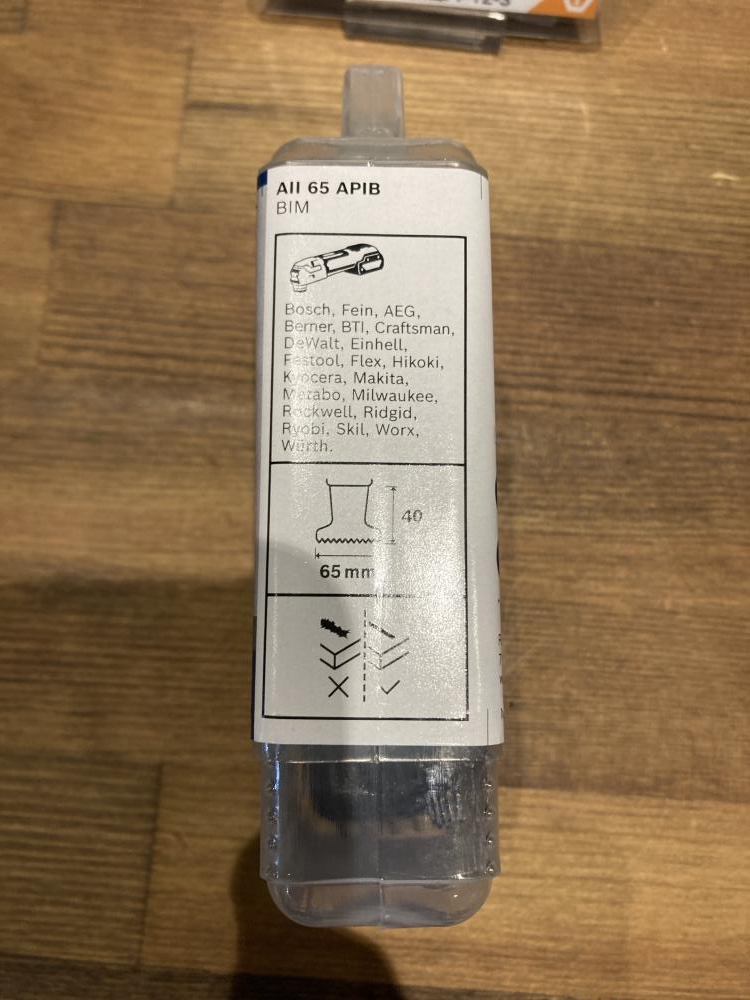 AII 65 APIB
BIM
Bosch, Fein, AEG,
Berner, BTI, Craftsman,
DeWalt, Einhell,
Festool, Flex, Hikoki,
Kyocera, Makita,
Metabo, Milwaukee,
Rockwell, Ridgid,
Ryobi, Skil, Worx,
Würth.
40
65 mm